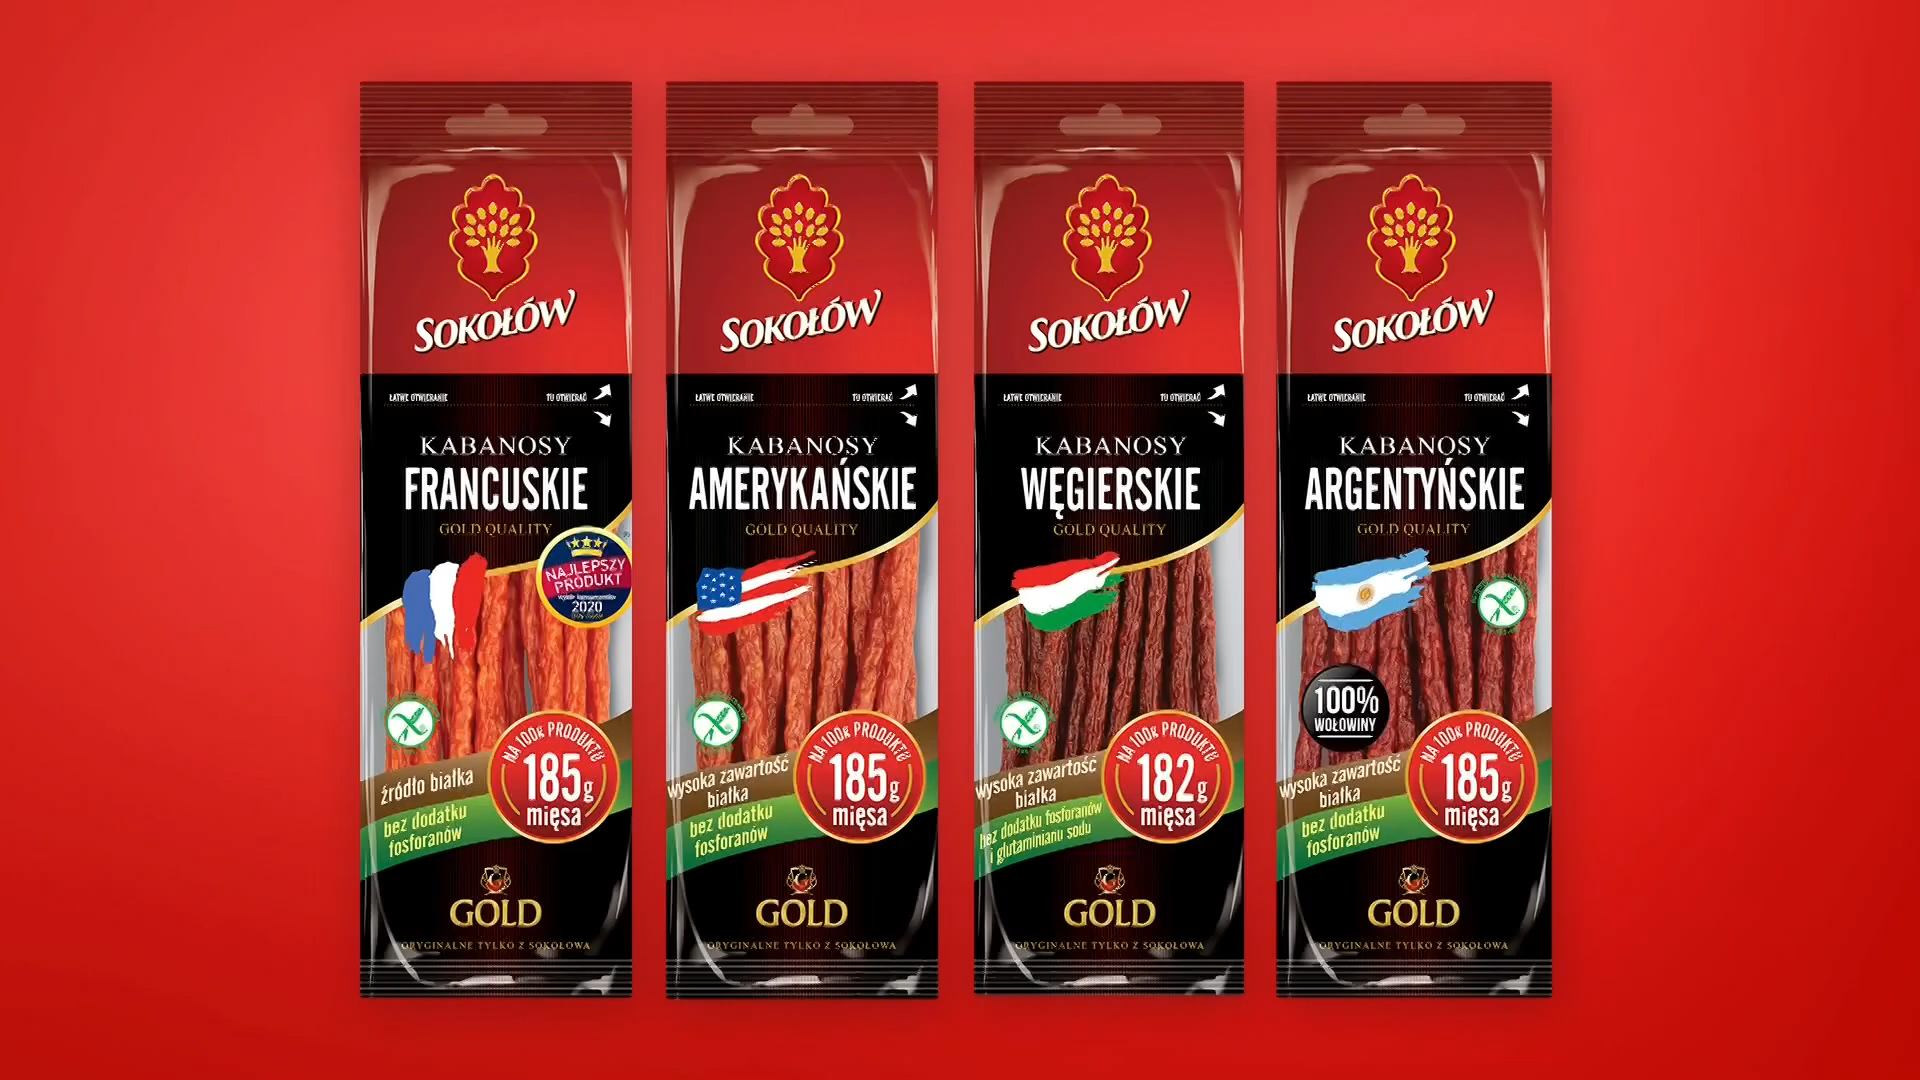 SOKOŁÓW
ŁATWE OTWIERANIE
TU OTWIERAĆ
KABANOSY
FRANCUSKIE
GOLD QUALITY
NAJLEPSZY
PRODUKT
2020
NA 100g PRODUKTU
185g
mięsa
źródło białka
bez dodatku
fosforanów
GOLD
ORYGINALNE TYLKO Z SOKOŁOWA
SOKOŁÓW
ŁATWE OTWIERANIE
TU OTWIERAĆ
KABANOSY
AMERYKAŃSKIE
GOLD QUALITY
NA 100g PRODUKTU
185g
mięsa
wysoka zawartość
białka
bez dodatku
fosforanów
GOLD
ORYGINALNE TYLKO Z SOKOŁOWA
SOKOŁÓW
ŁATWE OTWIERANIE
TU OTWIERAĆ
KABANOSY
WĘGIERSKIE
GOLD QUALITY
NA 100g PRODUKTU
182g
mięsa
wysoka zawartość
białka
bez dodatku fosforanów
i glutaminianu sodu
GOLD
ORYGINALNE TYLKO Z SOKOŁOWA
SOKOŁÓW
ŁATWE OTWIERANIE
TU OTWIERAĆ
KABANOSY
ARGENTYŃSKIE
GOLD QUALITY
100%
WOŁOWINY
NA 100g PRODUKTU
185g
mięsa
wysoka zawartość
białka
bez dodatku
fosforanów
GOLD
ORYGINALNE TYLKO Z SOKOŁOWA